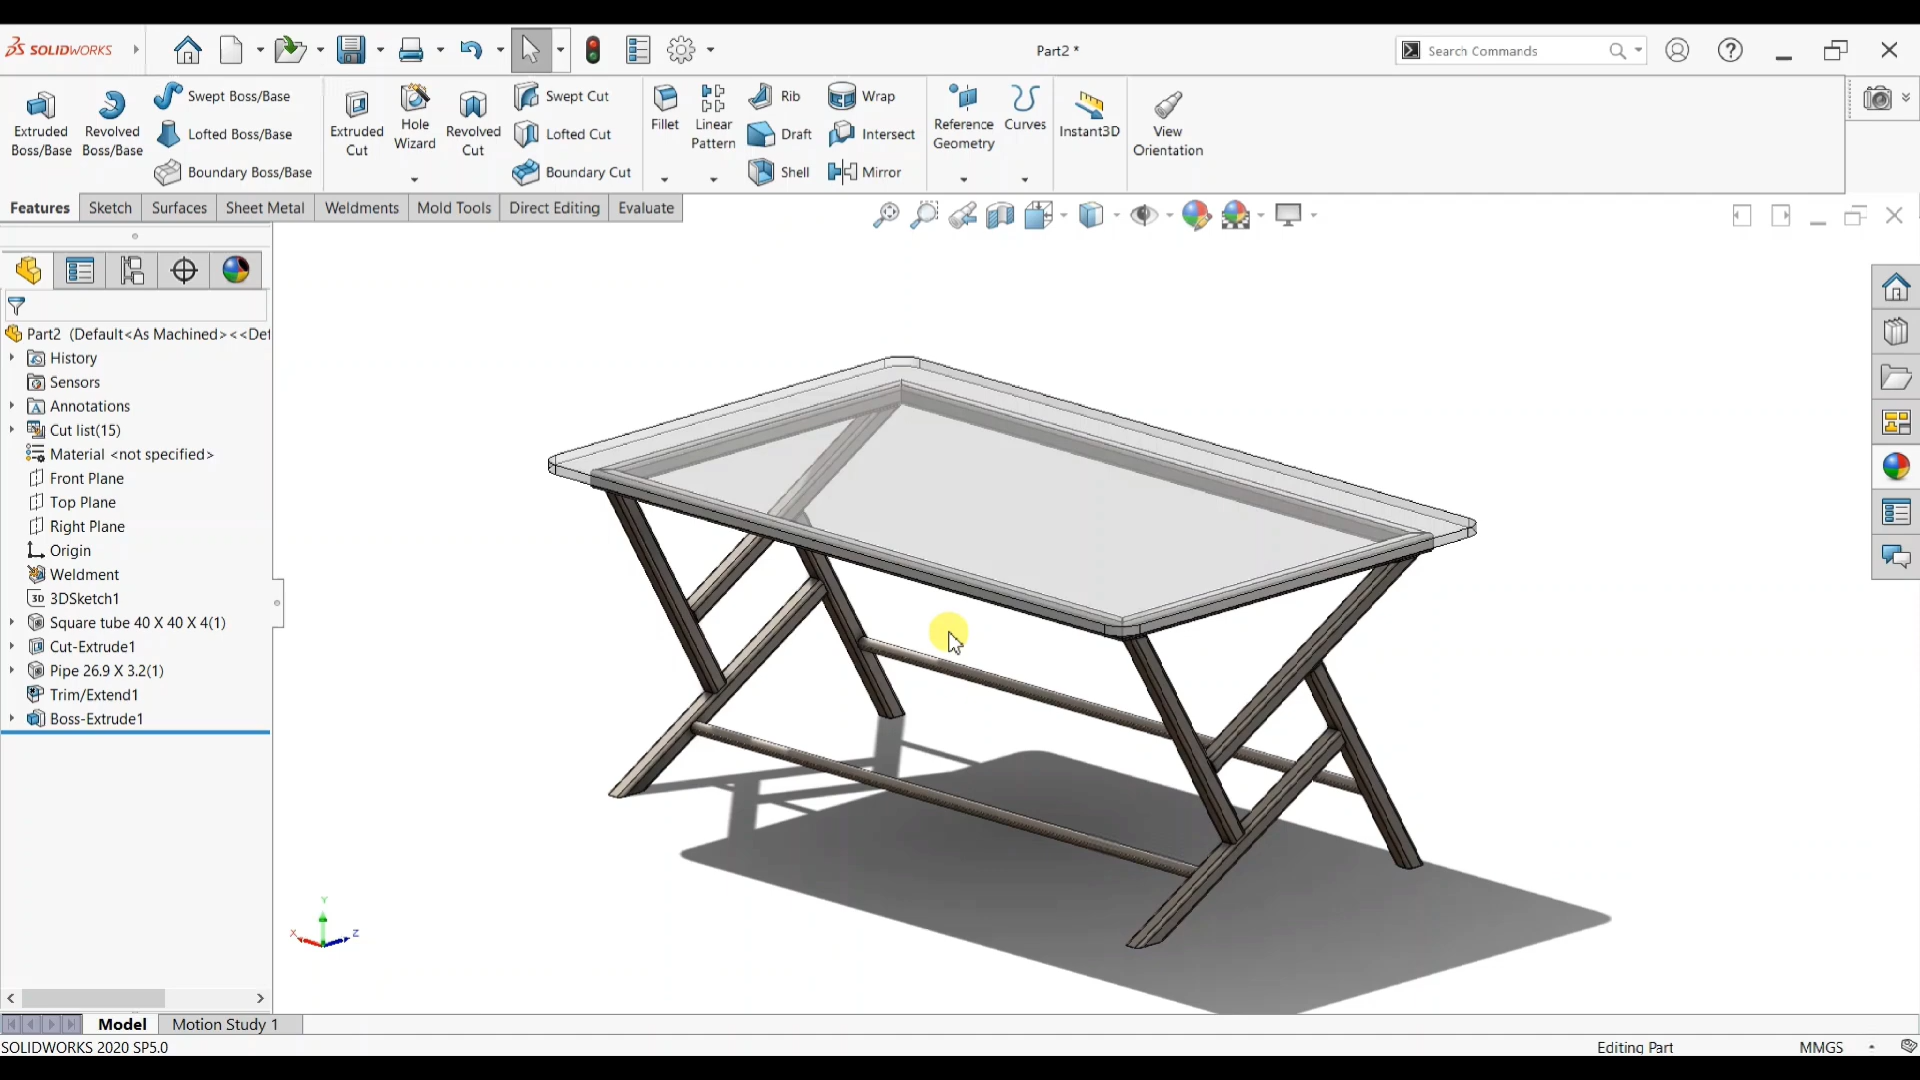 SOLIDWORKS
Part2 *
Search Commands
Extruded Boss/Base
Revolved Boss/Base
Swept Boss/Base
Lofted Boss/Base
Boundary Boss/Base
Extruded Cut
Hole Wizard
Revolved Cut
Swept Cut
Lofted Cut
Boundary Cut
Fillet
Linear Pattern
Rib
Draft
Shell
Wrap
Intersect
Mirror
Reference Geometry
Curves
Instant3D
View Orientation
Features
Sketch
Surfaces
Sheet Metal
Weldments
Mold Tools
Direct Editing
Evaluate
Part2 (Default<As Machined><<Def
History
Sensors
Annotations
Cut list(15)
Material <not specified>
Front Plane
Top Plane
Right Plane
Origin
Weldment
3D 3DSketch1
Square tube 40 X 40 X 4(1)
Cut-Extrude1
Pipe 26.9 X 3.2(1)
Trim/Extend1
Boss-Extrude1
Y
X
Z
Model
Motion Study 1
SOLIDWORKS 2020 SP5.0
Editing Part
MMGS